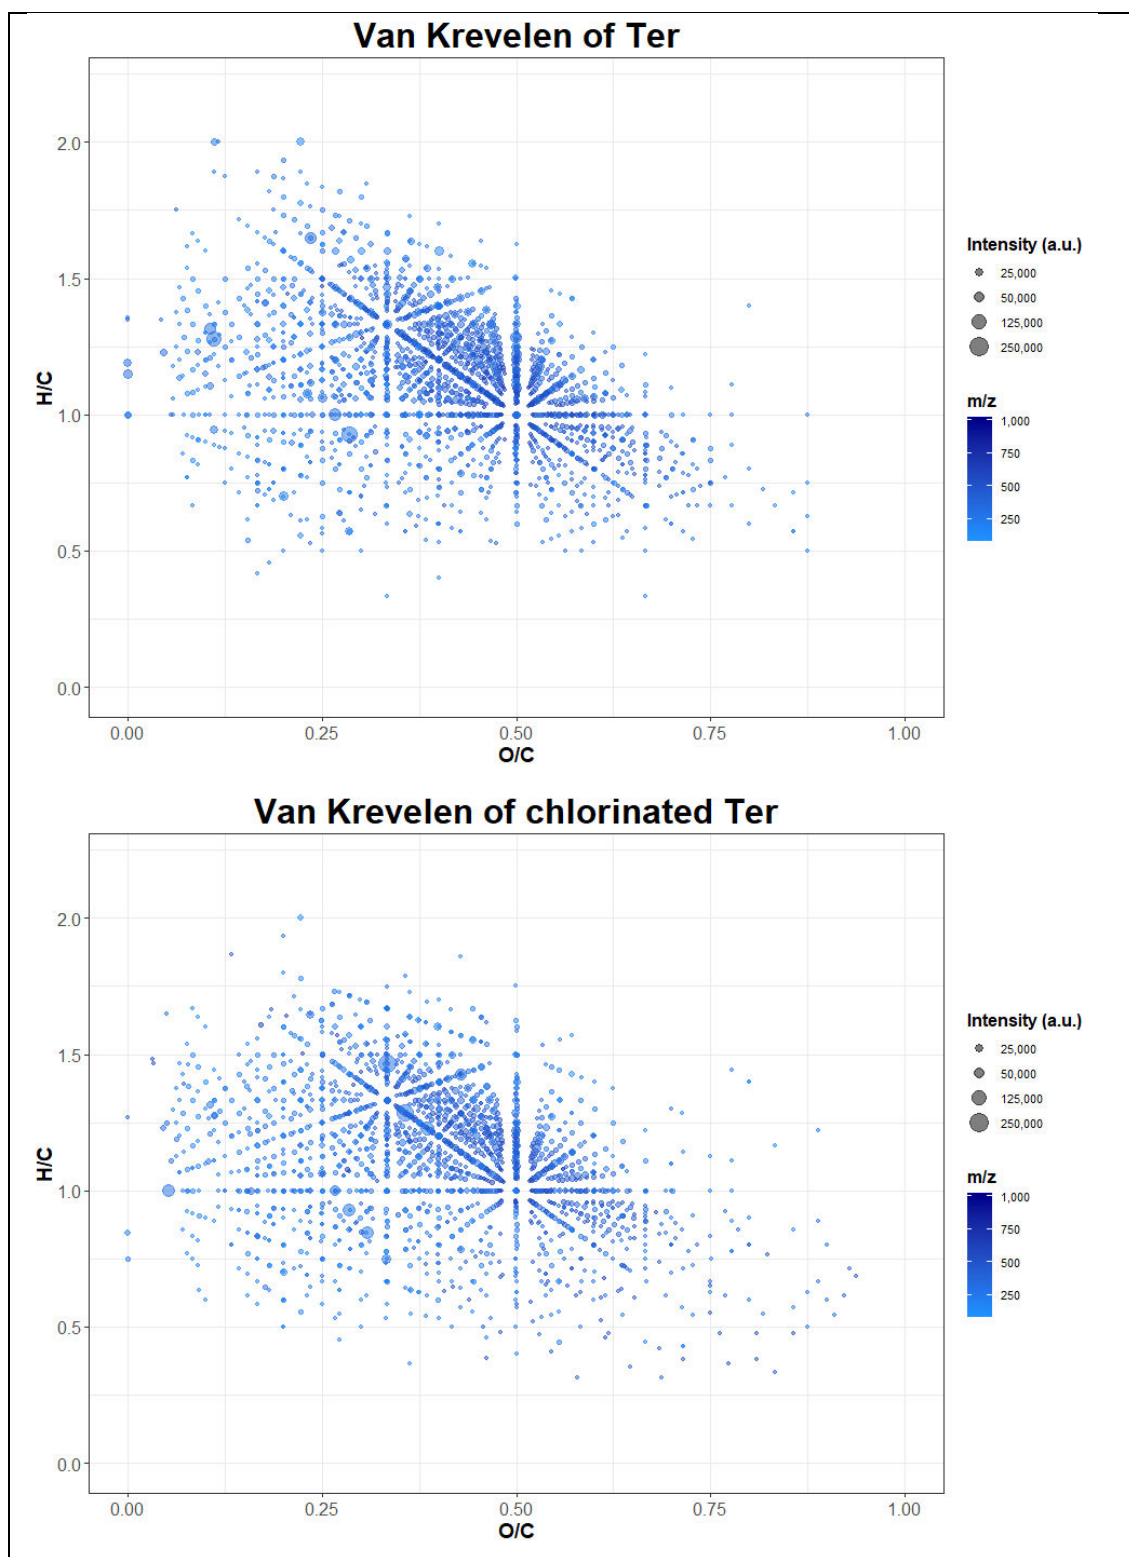 Van Krevelen of Ter
H/C
2.0
1.5
1.0
0.5
0.0
0.00 0.25 0.50 0.75 1.00
O/C
Intensity (a.u.)
25,000
50,000
125,000
250,000
m/z
1,000
750
500
250
Van Krevelen of chlorinated Ter
H/C
2.0
1.5
1.0
0.5
0.0
0.00 0.25 0.50 0.75 1.00
O/C
Intensity (a.u.)
25,000
50,000
125,000
250,000
m/z
1,000
750
500
250